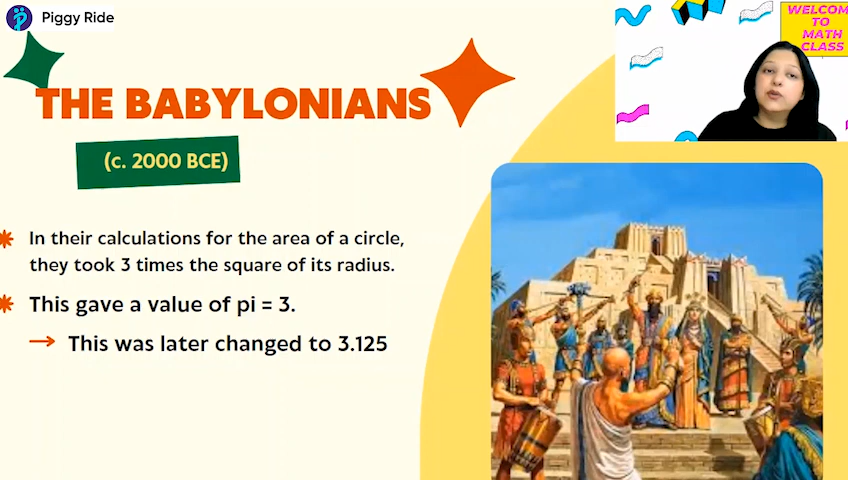 Piggy Ride
WELCOM
TO
MATH
CLASS
THE BABYLONIANS
(c. 2000 BCE)
In their calculations for the area of a circle,
they took 3 times the square of its radius.
This gave a value of pi = 3.
→ This was later changed to 3.125